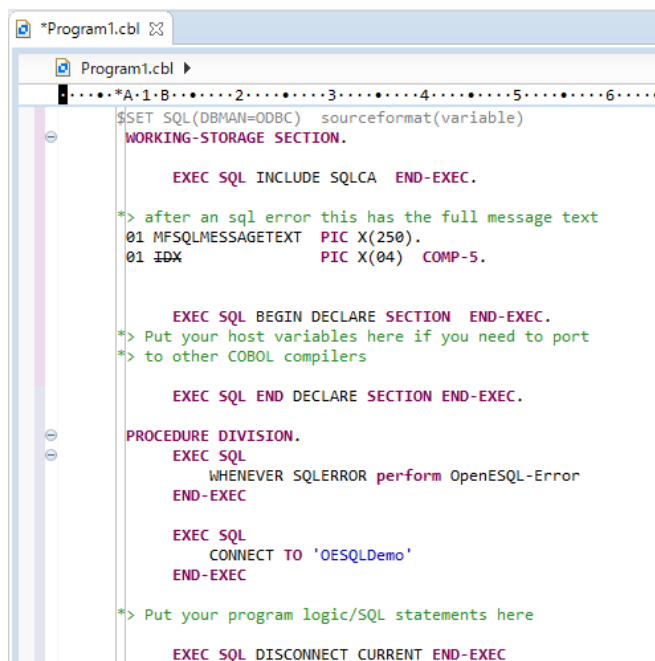 *Program1.cbl
Program1.cbl
*A·1·B··•····2····•····3····•····4····•····5····•····6····
$SET SQL(DBMAN=ODBC)  sourceformat(variable)
WORKING-STORAGE SECTION.
EXEC SQL INCLUDE SQLCA  END-EXEC.
*> after an sql error this has the full message text
01 MFSQLMESSAGETEXT  PIC X(250).
01 IDX               PIC X(04)  COMP-5.
EXEC SQL BEGIN DECLARE SECTION  END-EXEC.
*> Put your host variables here if you need to port
*> to other COBOL compilers
EXEC SQL END DECLARE SECTION END-EXEC.
PROCEDURE DIVISION.
EXEC SQL
WHENEVER SQLERROR perform OpenESQL-Error
END-EXEC
EXEC SQL
CONNECT TO 'OESQLDemo'
END-EXEC
*> Put your program logic/SQL statements here
EXEC SQL DISCONNECT CURRENT END-EXEC